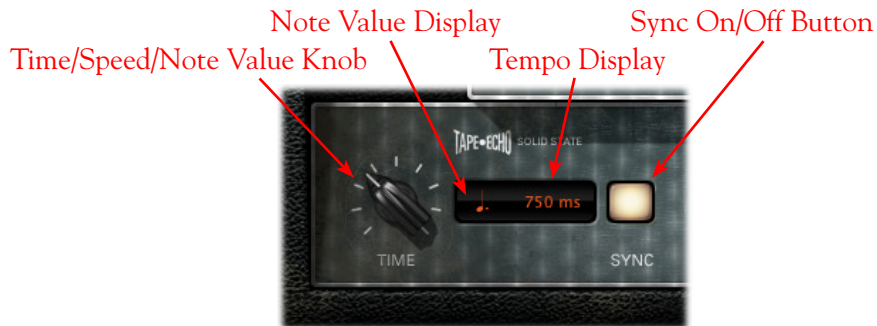 Note Value Display
Sync On/Off Button
Time/Speed/Note Value Knob
Tempo Display
TAPE•ECHO SOLID STATE
750 ms
TIME
SYNC